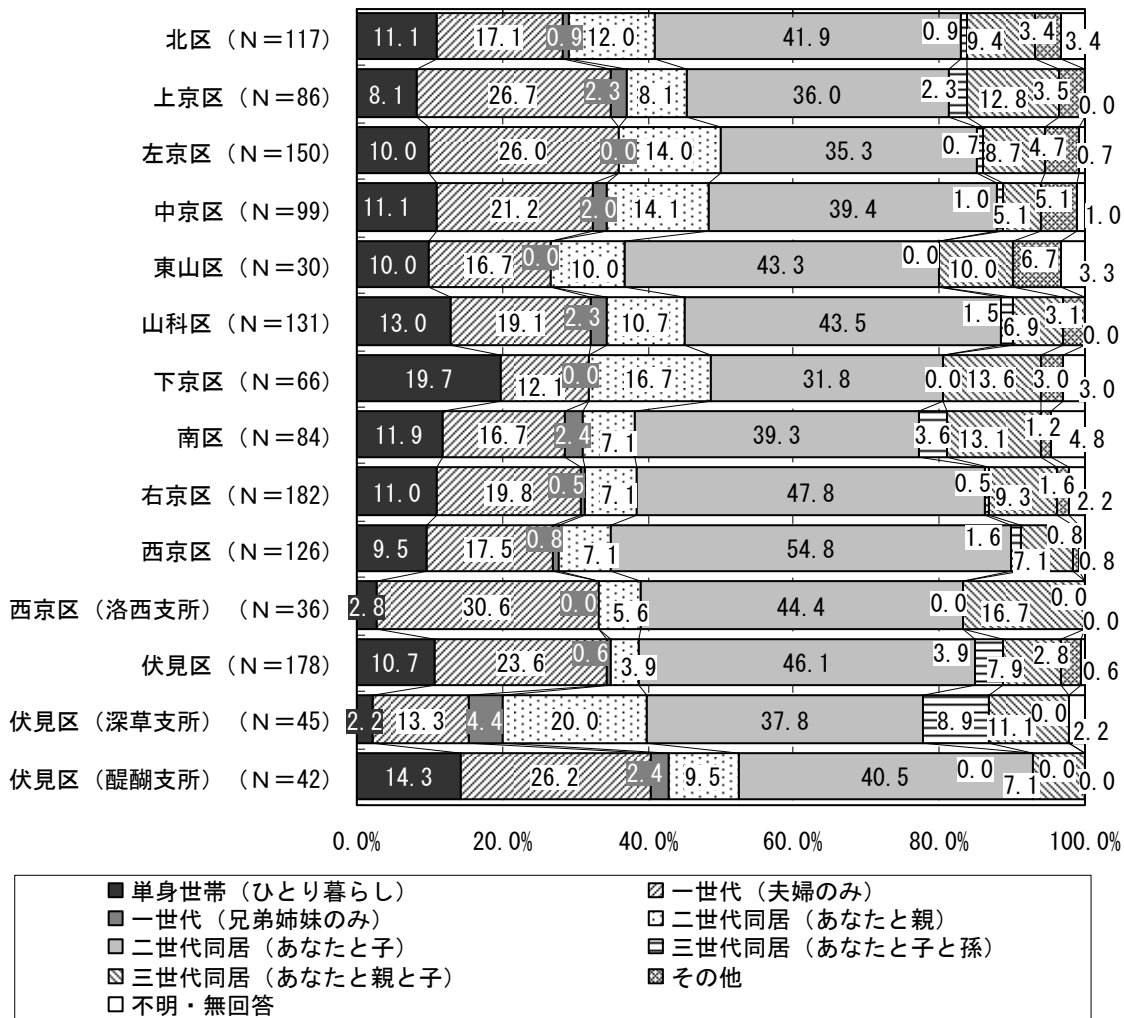 北区（Ｎ＝117） 11.1 17.1 0.9 12.0 41.9 0.9 9.4 3.4 3.4
上京区（Ｎ＝86） 8.1 26.7 2.3 8.1 36.0 2.3 12.8 3.5 0.0
左京区（Ｎ＝150） 10.0 26.0 0.0 14.0 35.3 0.7 8.7 4.7 0.7
中京区（Ｎ＝99） 11.1 21.2 2.0 14.1 39.4 1.0 5.1 5.1 1.0
東山区（Ｎ＝30） 10.0 16.7 0.0 10.0 43.3 0.0 10.0 6.7 3.3
山科区（Ｎ＝131） 13.0 19.1 2.3 10.7 43.5 1.5 6.9 3.1 0.0
下京区（Ｎ＝66） 19.7 12.1 0.0 16.7 31.8 0.0 13.6 3.0 3.0
南区（Ｎ＝84） 11.9 16.7 2.4 7.1 39.3 3.6 13.1 1.2 4.8
右京区（Ｎ＝182） 11.0 19.8 0.5 7.1 47.8 0.5 9.3 1.6 2.2
西京区（Ｎ＝126） 9.5 17.5 0.8 7.1 54.8 1.6 7.1 0.8 0.8
西京区（洛西支所）（Ｎ＝36） 2.8 30.6 0.0 5.6 44.4 0.0 16.7 0.0 0.0
伏見区（Ｎ＝178） 10.7 23.6 0.6 3.9 46.1 3.9 7.9 2.8 0.6
伏見区（深草支所）（Ｎ＝45） 2.2 13.3 4.4 20.0 37.8 8.9 11.1 0.0 2.2
伏見区（醍醐支所）（Ｎ＝42） 14.3 26.2 2.4 9.5 40.5 0.0 7.1 0.0 0.0
0.0% 20.0% 40.0% 60.0% 80.0% 100.0%
単身世帯（ひとり暮らし） 一世代（夫婦のみ）
一世代（兄弟姉妹のみ） 二世代同居（あなたと親）
二世代同居（あなたと子） 三世代同居（あなたと子と孫）
三世代同居（あなたと親と子） その他
不明・無回答